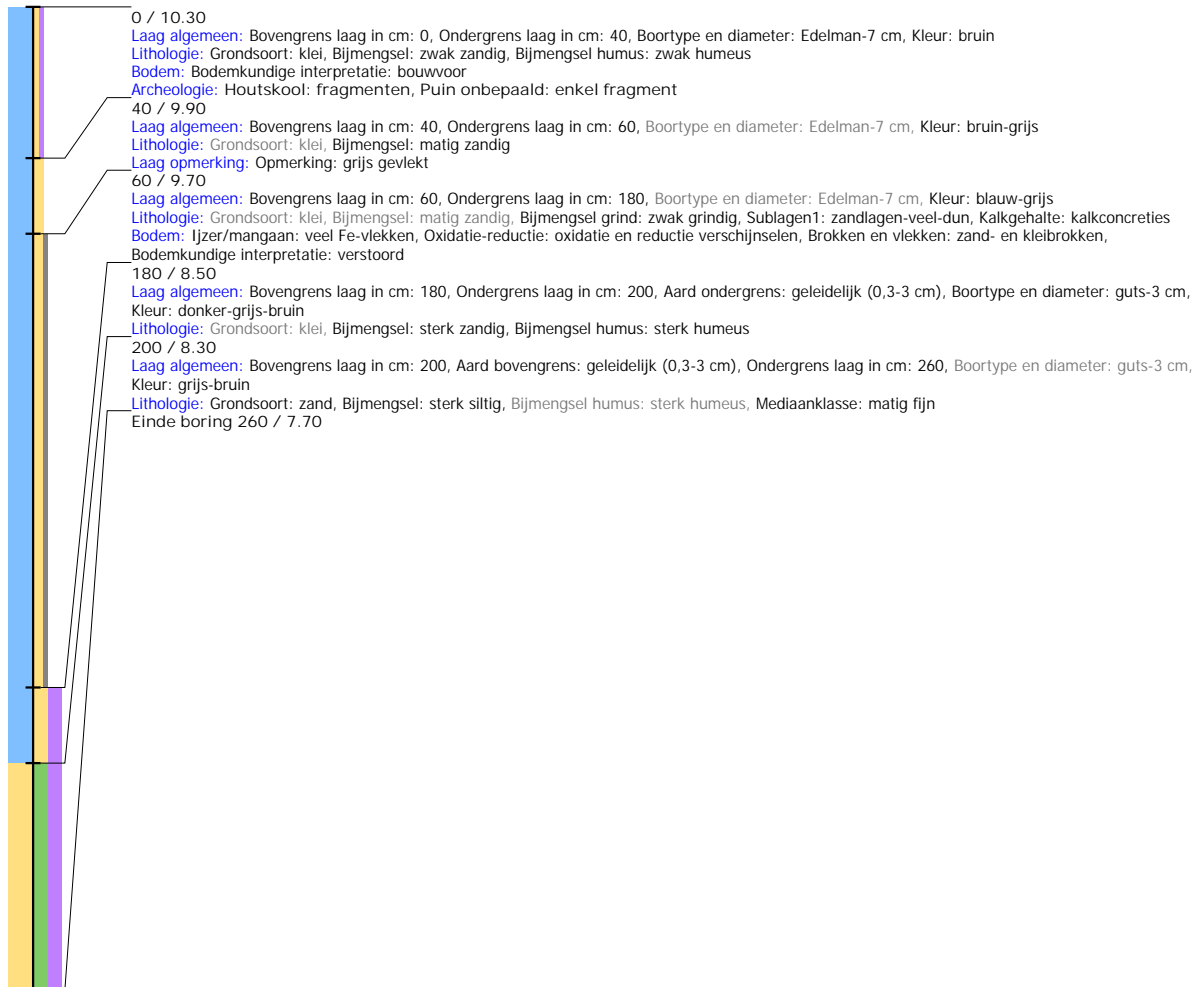 0 / 10.30
Laag algemeen: Bovengrens laag in cm: 0, Ondergrens laag in cm: 40, Boortype en diameter: Edelman-7 cm, Kleur: bruin
Lithologie: Grondsoort: klei, Bijmengsel: zwak zandig, Bijmengsel humus: zwak humeus
Bodem: Bodemkundige interpretatie: bouwvoor
Archeologie: Houtskool: fragmenten, Puin onbepaald: enkel fragment
40 / 9.90
Laag algemeen: Bovengrens laag in cm: 40, Ondergrens laag in cm: 60, Boortype en diameter: Edelman-7 cm, Kleur: bruin-grijs
Lithologie: Grondsoort: klei, Bijmengsel: matig zandig
Laag opmerking: Opmerking: grijs gevlekt
60 / 9.70
Laag algemeen: Bovengrens laag in cm: 60, Ondergrens laag in cm: 180, Boortype en diameter: Edelman-7 cm, Kleur: blauw-grijs
Lithologie: Grondsoort: klei, Bijmengsel: matig zandig, Bijmengsel grind: zwak grindig, Sublagen1: zandlagen-veel-dun, Kalkgehalte: kalkconcreties
Bodem: Ijzer/mangaan: veel Fe-vlekken, Oxidatie-reductie: oxidatie en reductie verschijnselen, Brokken en vlekken: zand- en kleibrokken,
Bodemkundige interpretatie: verstoord
180 / 8.50
Laag algemeen: Bovengrens laag in cm: 180, Ondergrens laag in cm: 200, Aard ondergrens: geleidelijk (0,3-3 cm), Boortype en diameter: guts-3 cm,
Kleur: donker-grijs-bruin
Lithologie: Grondsoort: klei, Bijmengsel: sterk zandig, Bijmengsel humus: sterk humeus
200 / 8.30
Laag algemeen: Bovengrens laag in cm: 200, Aard bovengrens: geleidelijk (0,3-3 cm), Ondergrens laag in cm: 260, Boortype en diameter: guts-3 cm,
Kleur: grijs-bruin
Lithologie: Grondsoort: zand, Bijmengsel: sterk siltig, Bijmengsel humus: sterk humeus, Mediaanklasse: matig fijn
Einde boring 260 / 7.70